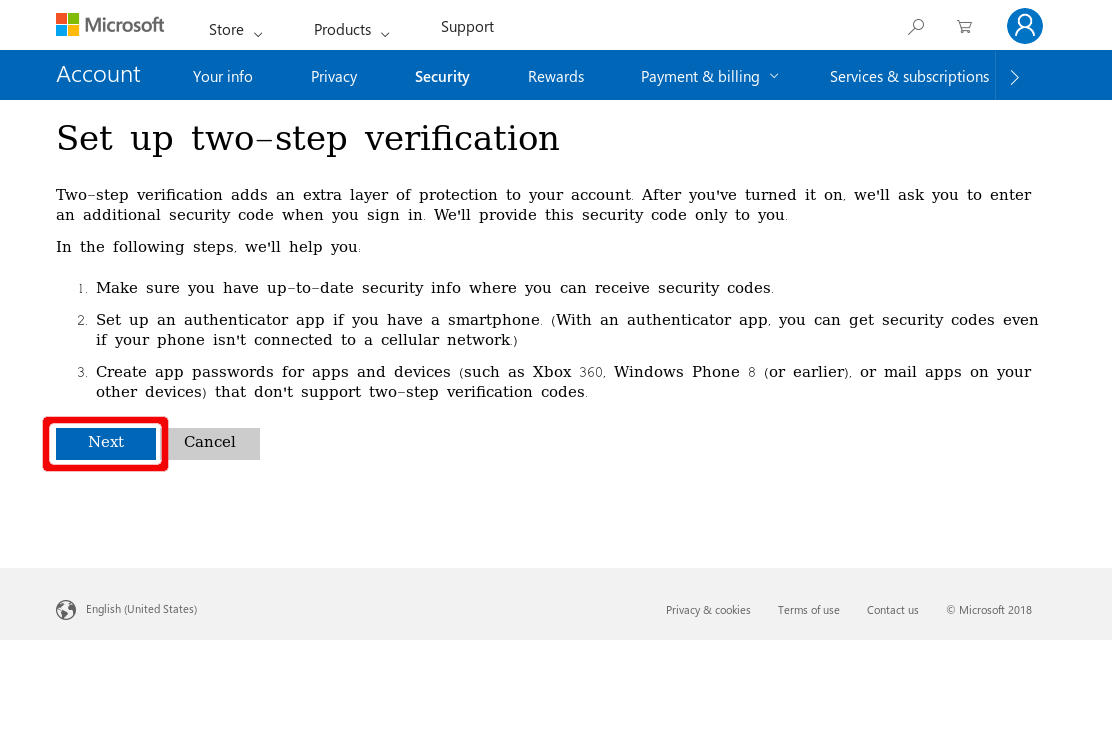 Microsoft Store Products Support
Account Your info Privacy Security Rewards Payment & billing Services & subscriptions
Set up two-step verification
Two-step verification adds an extra layer of protection to your account. After you've turned it on, we'll ask you to enter
an additional security code when you sign in. We'll provide this security code only to you.
In the following steps, we'll help you:
1. Make sure you have up-to-date security info where you can receive security codes.
2. Set up an authenticator app if you have a smartphone. (With an authenticator app, you can get security codes even
if your phone isn't connected to a cellular network.)
3. Create app passwords for apps and devices (such as Xbox 360, Windows Phone 8 (or earlier), or mail apps on your
other devices) that don't support two-step verification codes.
Next Cancel
English (United States) Privacy & cookies Terms of use Contact us © Microsoft 2018